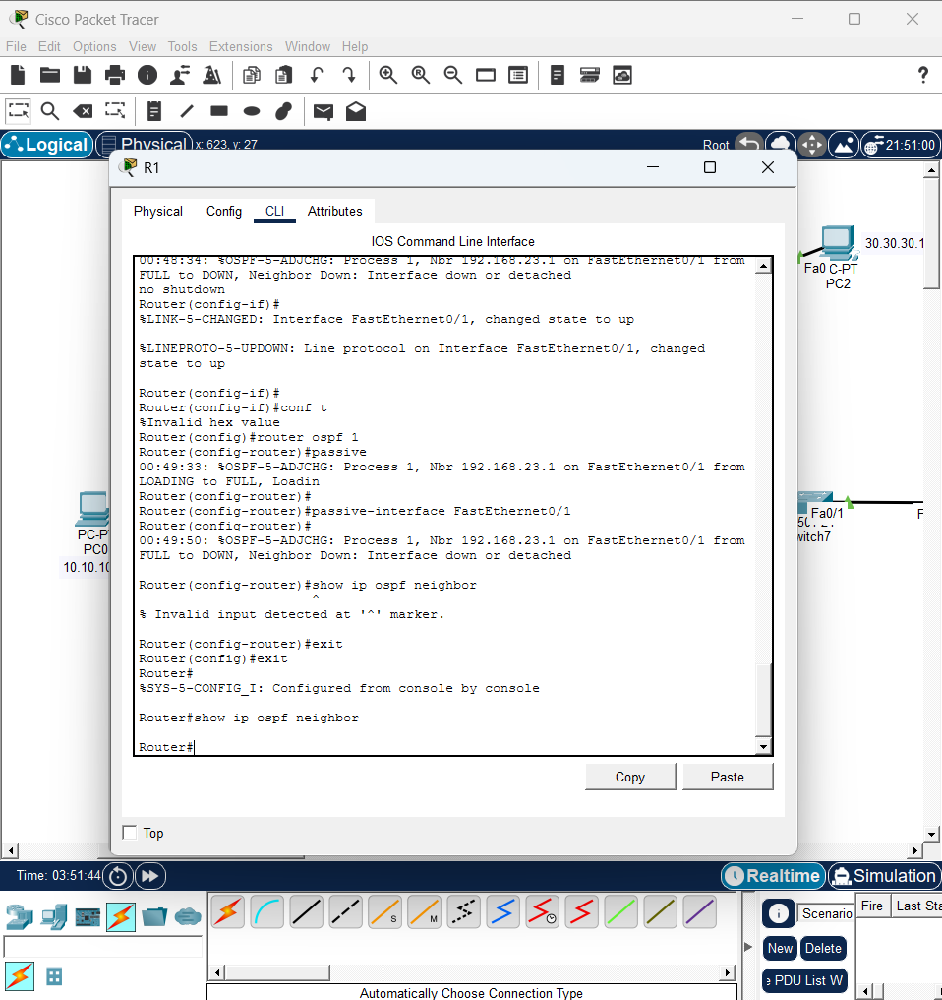 Cisco Packet Tracer
File Edit Options View Tools Extensions Window Help
?
Logical Physical x: 623, y: 27 Root 21:51:00
R1
Physical Config CLI Attributes
IOS Command Line Interface
00:48:34: %OSPF-5-ADJCHG: Process 1, Nbr 192.168.23.1 on FastEthernet0/1 from
FULL to DOWN, Neighbor Down: Interface down or detached
no shutdown
Router(config-if)#
%LINK-5-CHANGED: Interface FastEthernet0/1, changed state to up
%LINEPROTO-5-UPDOWN: Line protocol on Interface FastEthernet0/1, changed
state to up
Router(config-if)#
Router(config-if)#conf t
%Invalid hex value
Router(config)#router ospf 1
Router(config-router)#passive
00:49:33: %OSPF-5-ADJCHG: Process 1, Nbr 192.168.23.1 on FastEthernet0/1 from
LOADING to FULL, Loadin
Router(config-router)#
Router(config-router)#passive-interface FastEthernet0/1
Router(config-router)#
00:49:50: %OSPF-5-ADJCHG: Process 1, Nbr 192.168.23.1 on FastEthernet0/1 from
FULL to DOWN, Neighbor Down: Interface down or detached
Router(config-router)#show ip ospf neighbor
^
% Invalid input detected at '^' marker.
Router(config-router)#exit
Router(config)#exit
Router#
%SYS-5-CONFIG_I: Configured from console by console
Router#show ip ospf neighbor
Router#
Copy Paste
Top
30.30.30.1
Fa0 C-PT
PC2
PC-P
PC0
10.10.10
Fa0/1
witch7
F
Time: 03:51:44 Realtime Simulation
S M
Automatically Choose Connection Type
Scenario
New Delete
PDU List W
Fire Last Sta